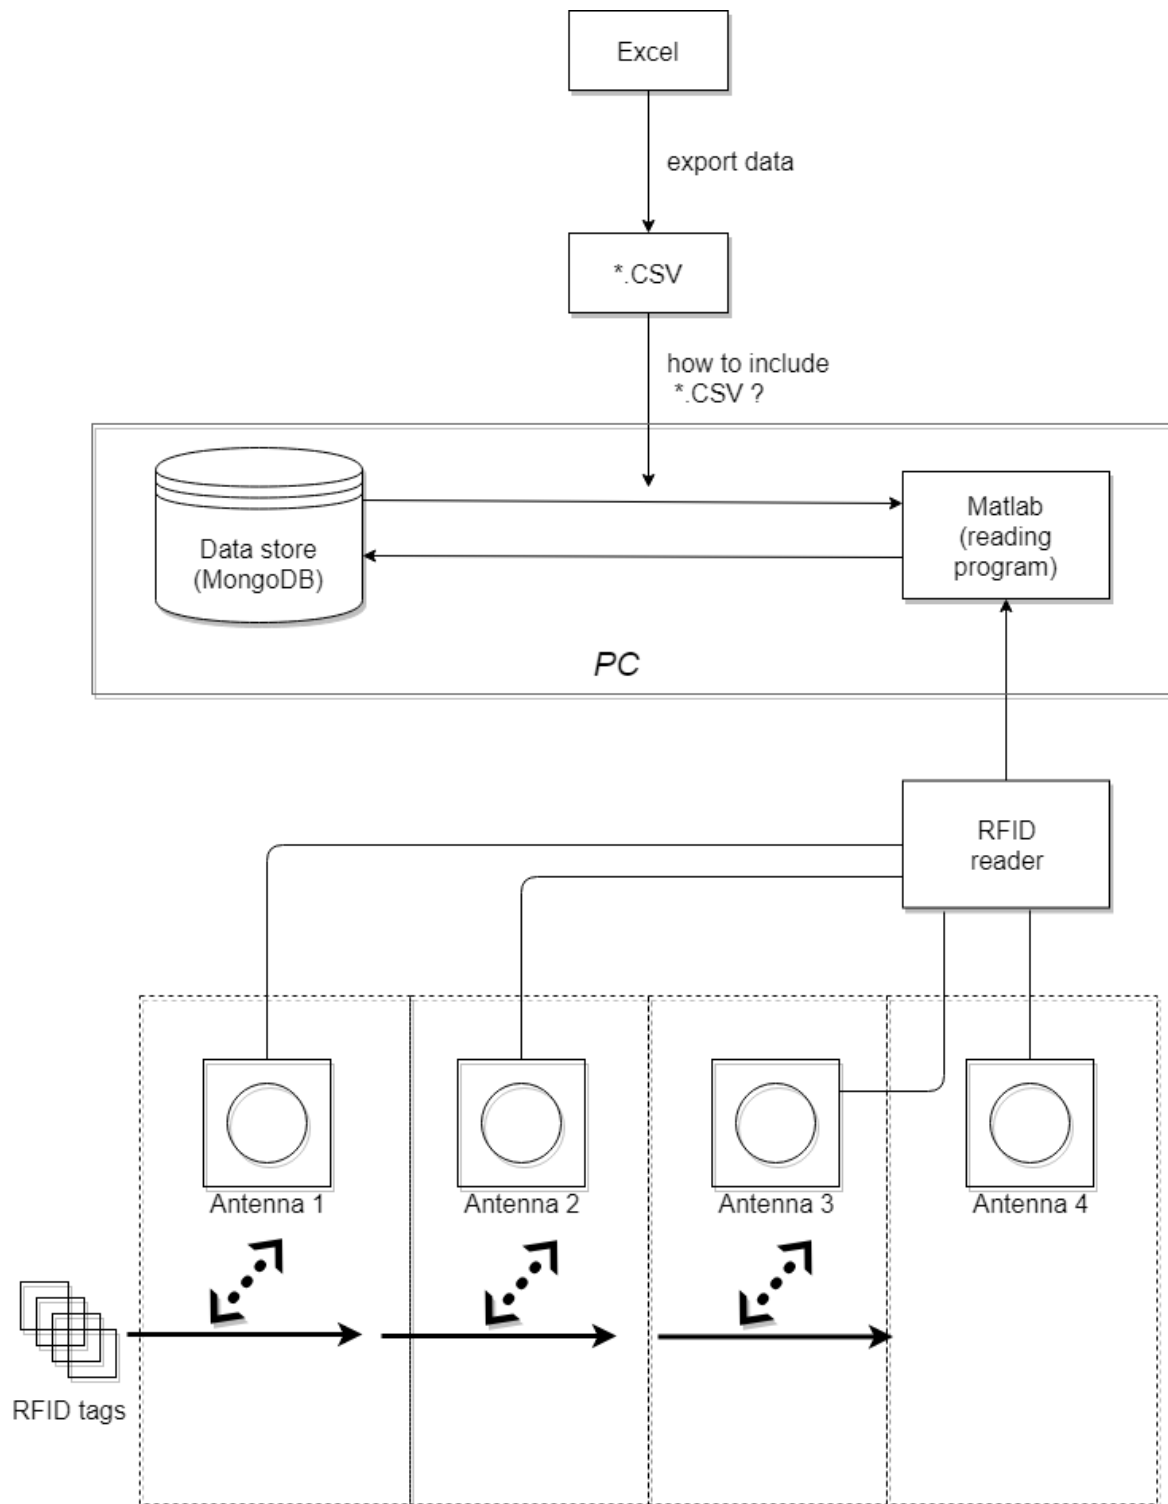 Excel
export data
*.CSV
how to include
*.CSV ?
Data store
(MongoDB)
Matlab
(reading
program)
PC
RFID
reader
Antenna 1
Antenna 2
Antenna 3
Antenna 4
RFID tags